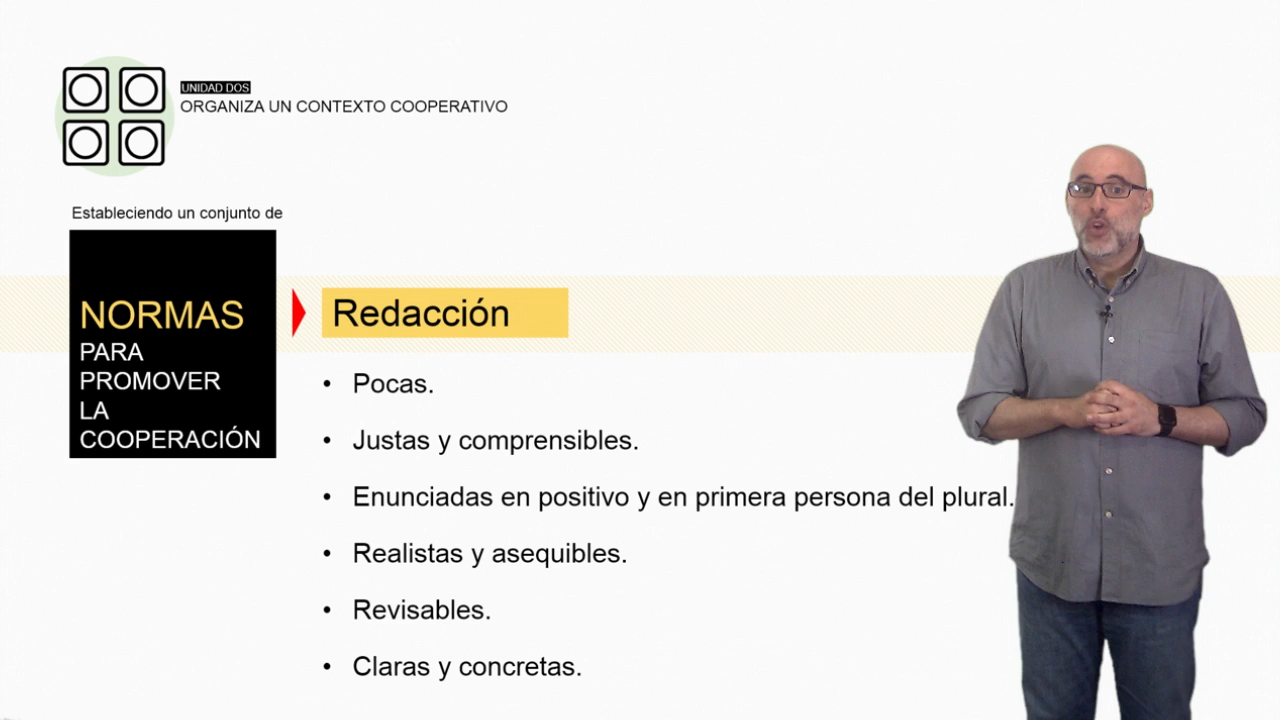 UNIDAD DOS
ORGANIZA UN CONTEXTO COOPERATIVO
Estableciendo un conjunto de
NORMAS
PARA
PROMOVER
LA
COOPERACIÓN
Redacción
• Pocas.
• Justas y comprensibles.
• Enunciadas en positivo y en primera persona del plural.
• Realistas y asequibles.
• Revisables.
• Claras y concretas.